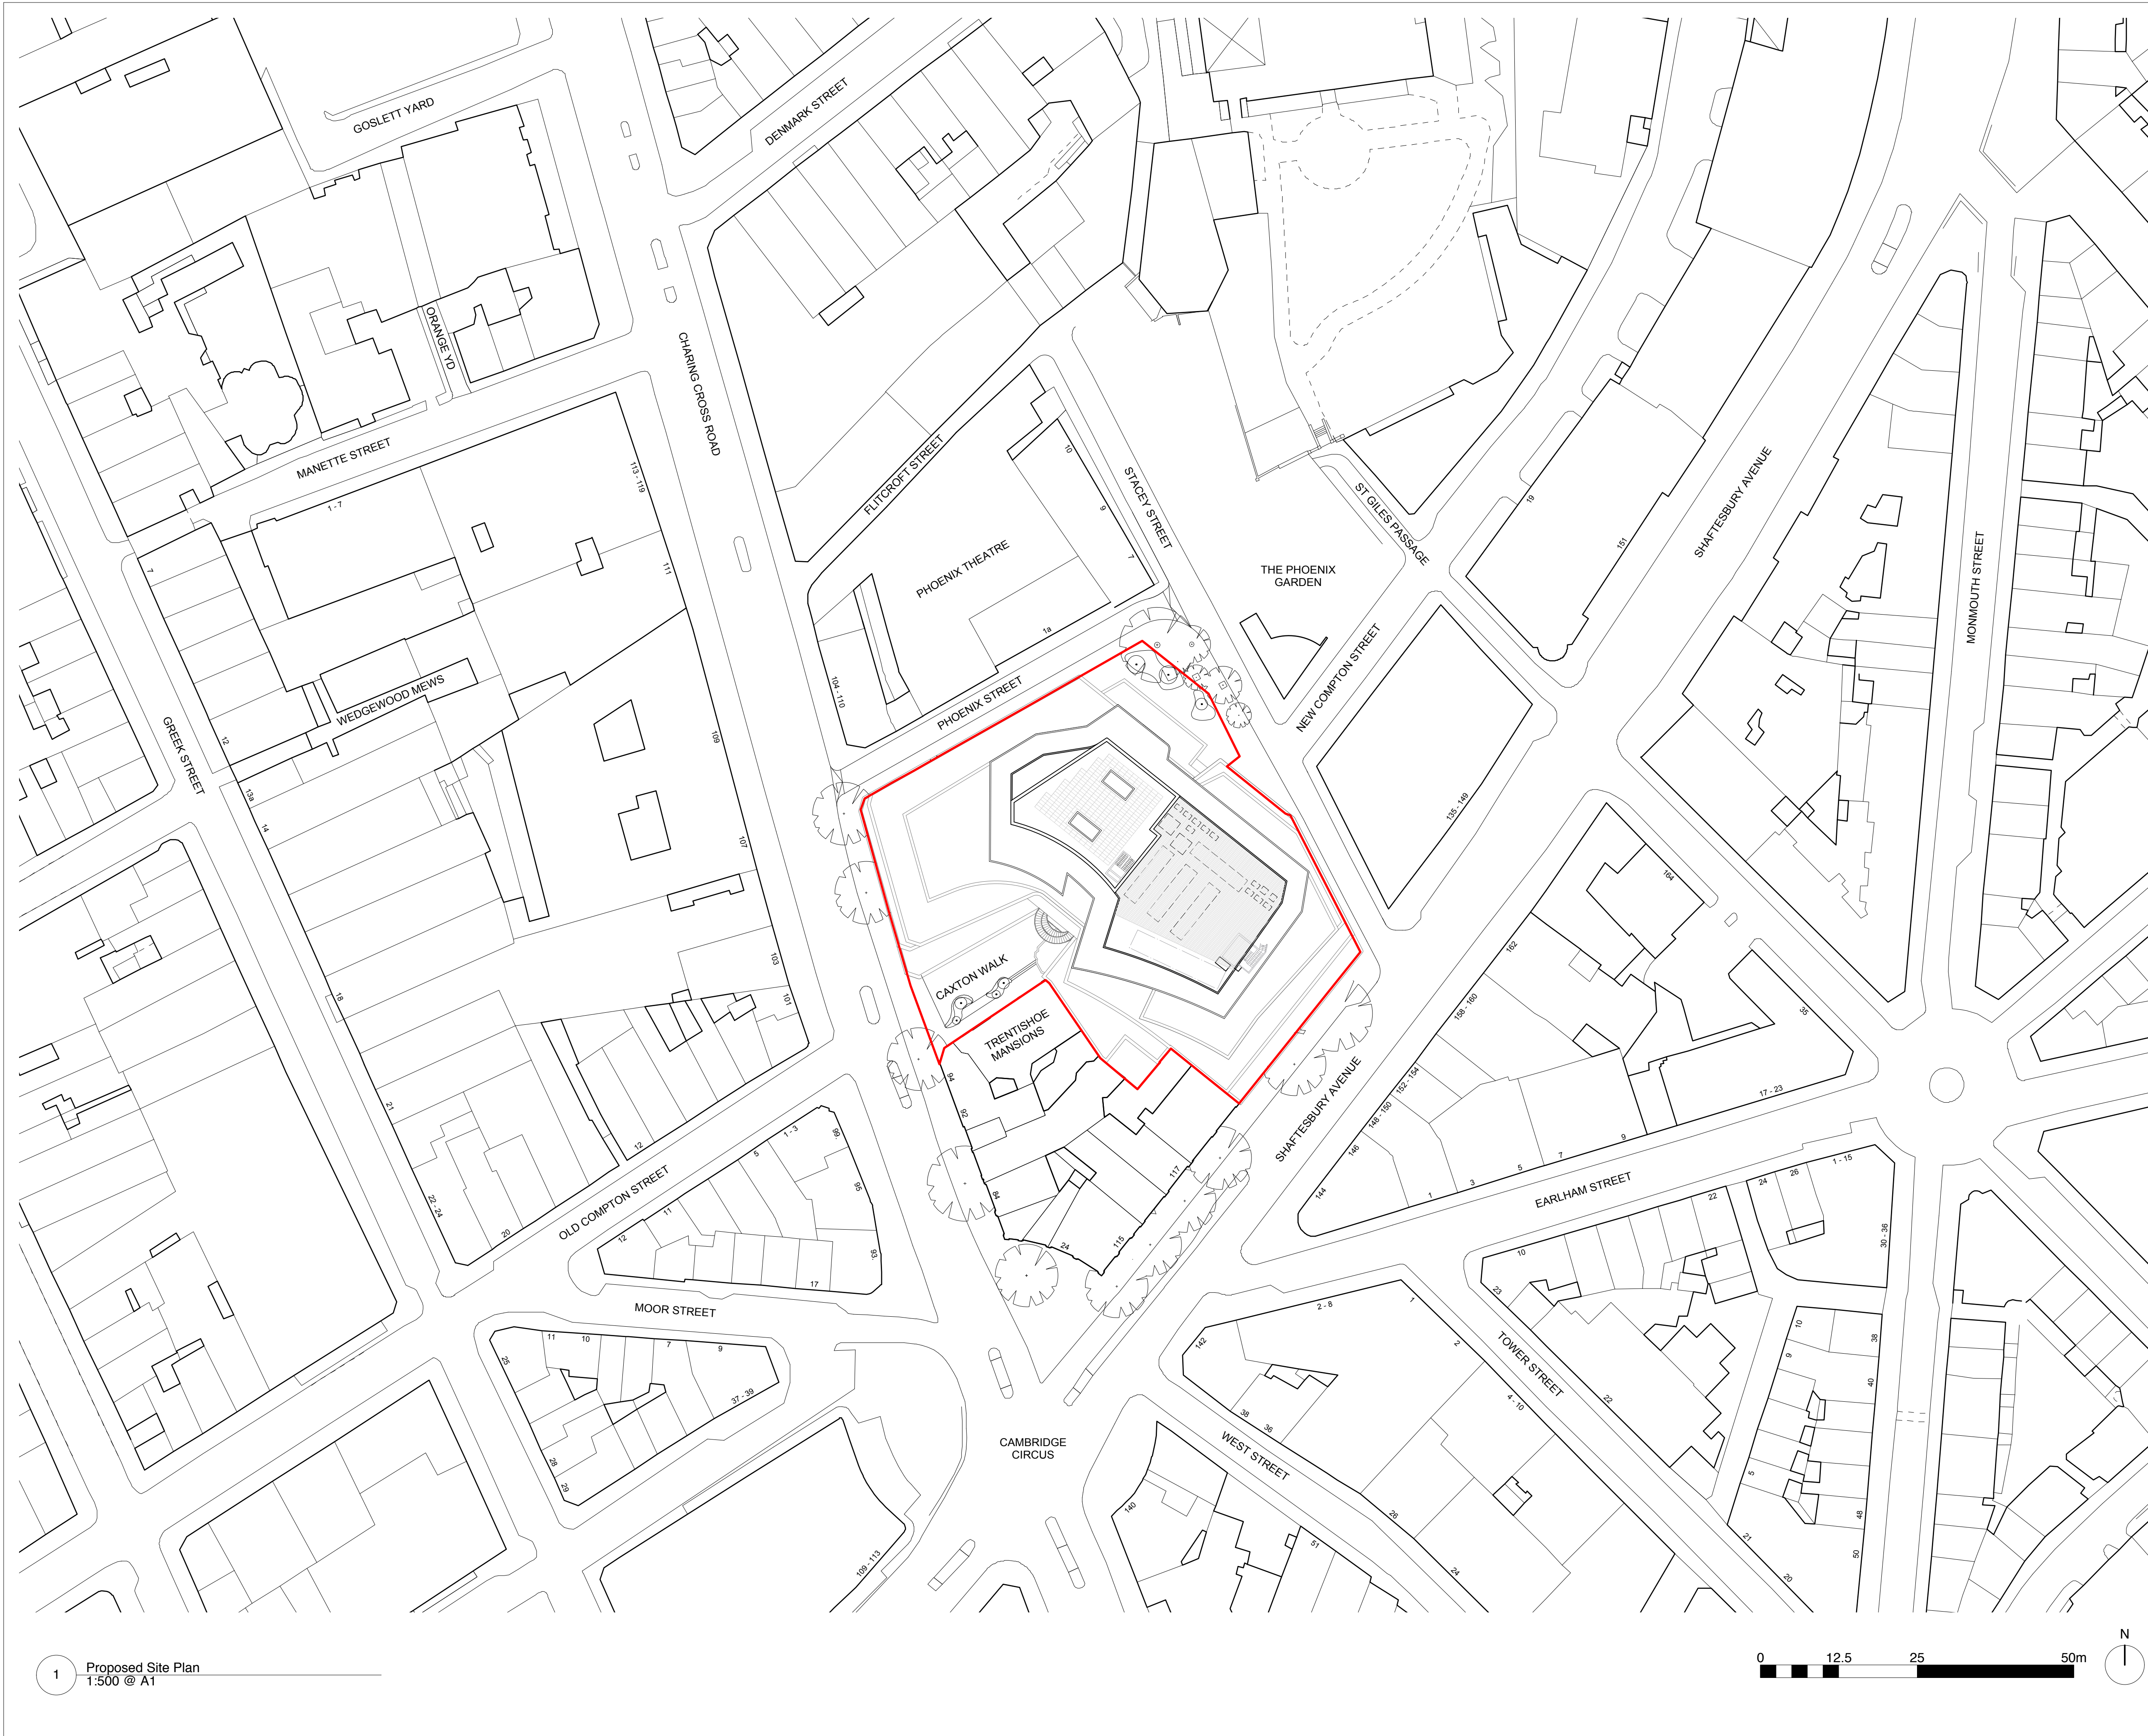 GOSLETT YARD
DENMARK STREET
ORANGE YD
CHARING CROSS ROAD
MANETTE STREET
1 - 7
113 - 119
111
FLITCROFT STREET
PHOENIX THEATRE
10
9
7
STACEY STREET
ST GILES PASSAGE
THE PHOENIX
GARDEN
19
151
SHAFTESBURY AVENUE
MONMOUTH STREET
7
12
WEDGEWOOD MEWS
GREEK STREET
13a
14
109
107
104 - 110
1a
PHOENIX STREET
NEW COMPTON STREET
135 - 149
164
162
158 - 160
152 - 154
148 - 150
146
144
35
17 - 23
9
7
5
3
1
18
103
101
CAXTON WALK
TRENTISHOE
MANSIONS
94
92
84
24
115
117
SHAFTESBURY AVENUE
EARLHAM STREET
21
22 - 24
20
12
OLD COMPTON STREET
1 - 3
5
11
12
99
95
93
17
MOOR STREET
11
10
7
9
25
28
29
37 - 39
CAMBRIDGE
CIRCUS
109 - 113
2 - 8
142
1
2
4 - 10
38
36
26
24
WEST STREET
140
51
10
22
24
26
1 - 15
30 - 36
23
TOWER STREET
22
21
20
10
9
5
38
40
48
50
1
Proposed Site Plan
1:500 @ A1
0
12.5
25
50m
N